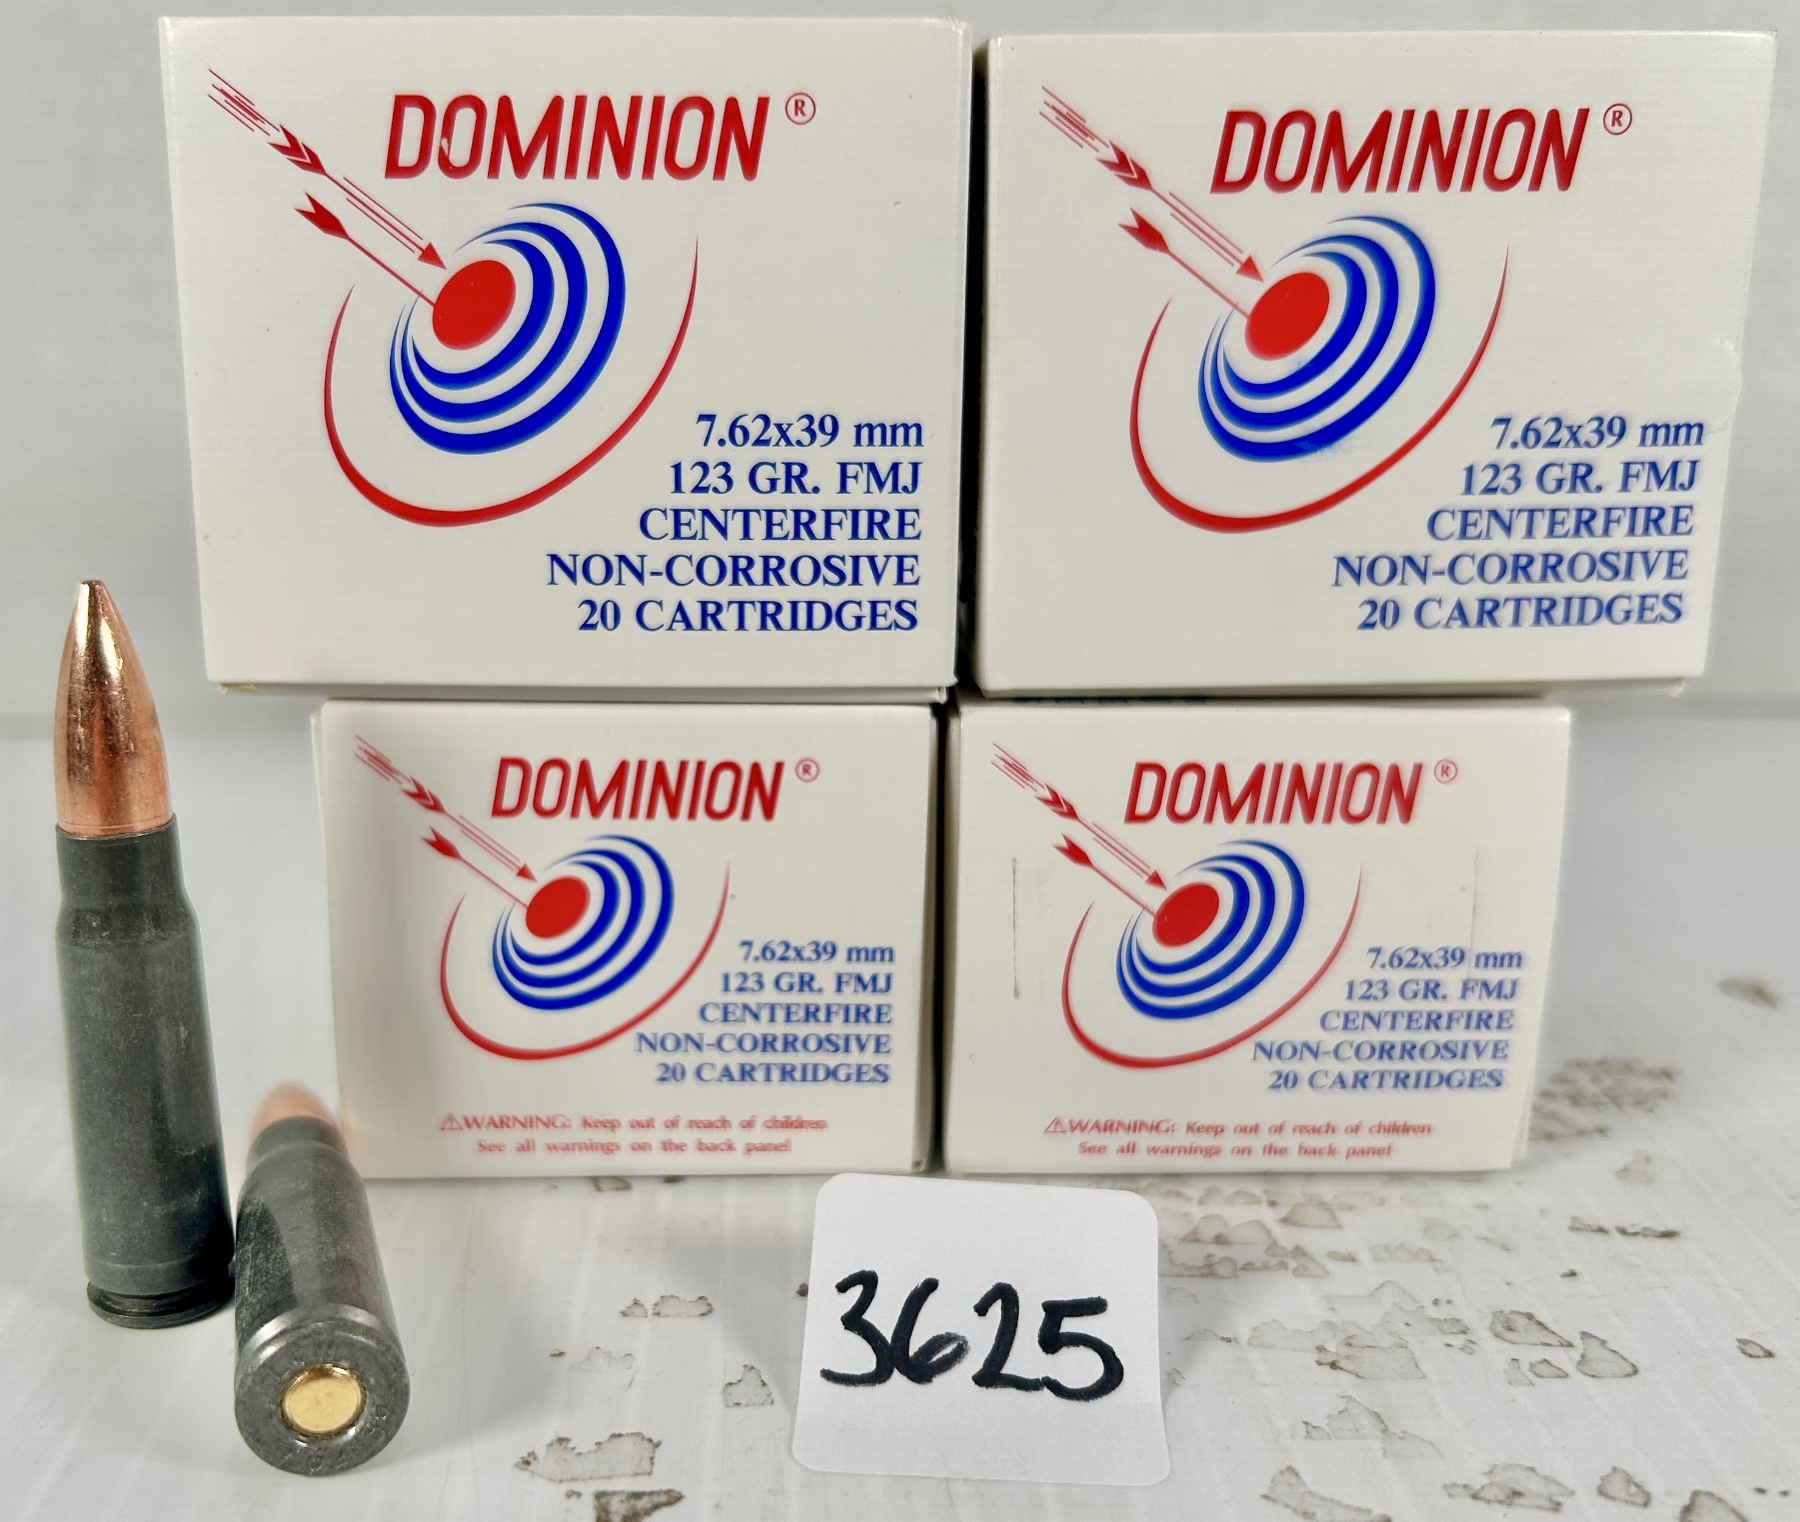 DOMINION ®
7.62x39 mm
123 GR. FMJ
CENTERFIRE
NON-CORROSIVE
20 CARTRIDGES
DOMINION ®
7.62x39 mm
123 GR. FMJ
CENTERFIRE
NON-CORROSIVE
20 CARTRIDGES
DOMINION ®
7.62x39 mm
123 GR. FMJ
CENTERFIRE
NON-CORROSIVE
20 CARTRIDGES
⚠WARNING: Keep out of reach of children
See all warnings on the back panel
DOMINION ®
7.62x39 mm
123 GR. FMJ
CENTERFIRE
NON-CORROSIVE
20 CARTRIDGES
⚠WARNING: Keep out of reach of children
See all warnings on the back panel
3625